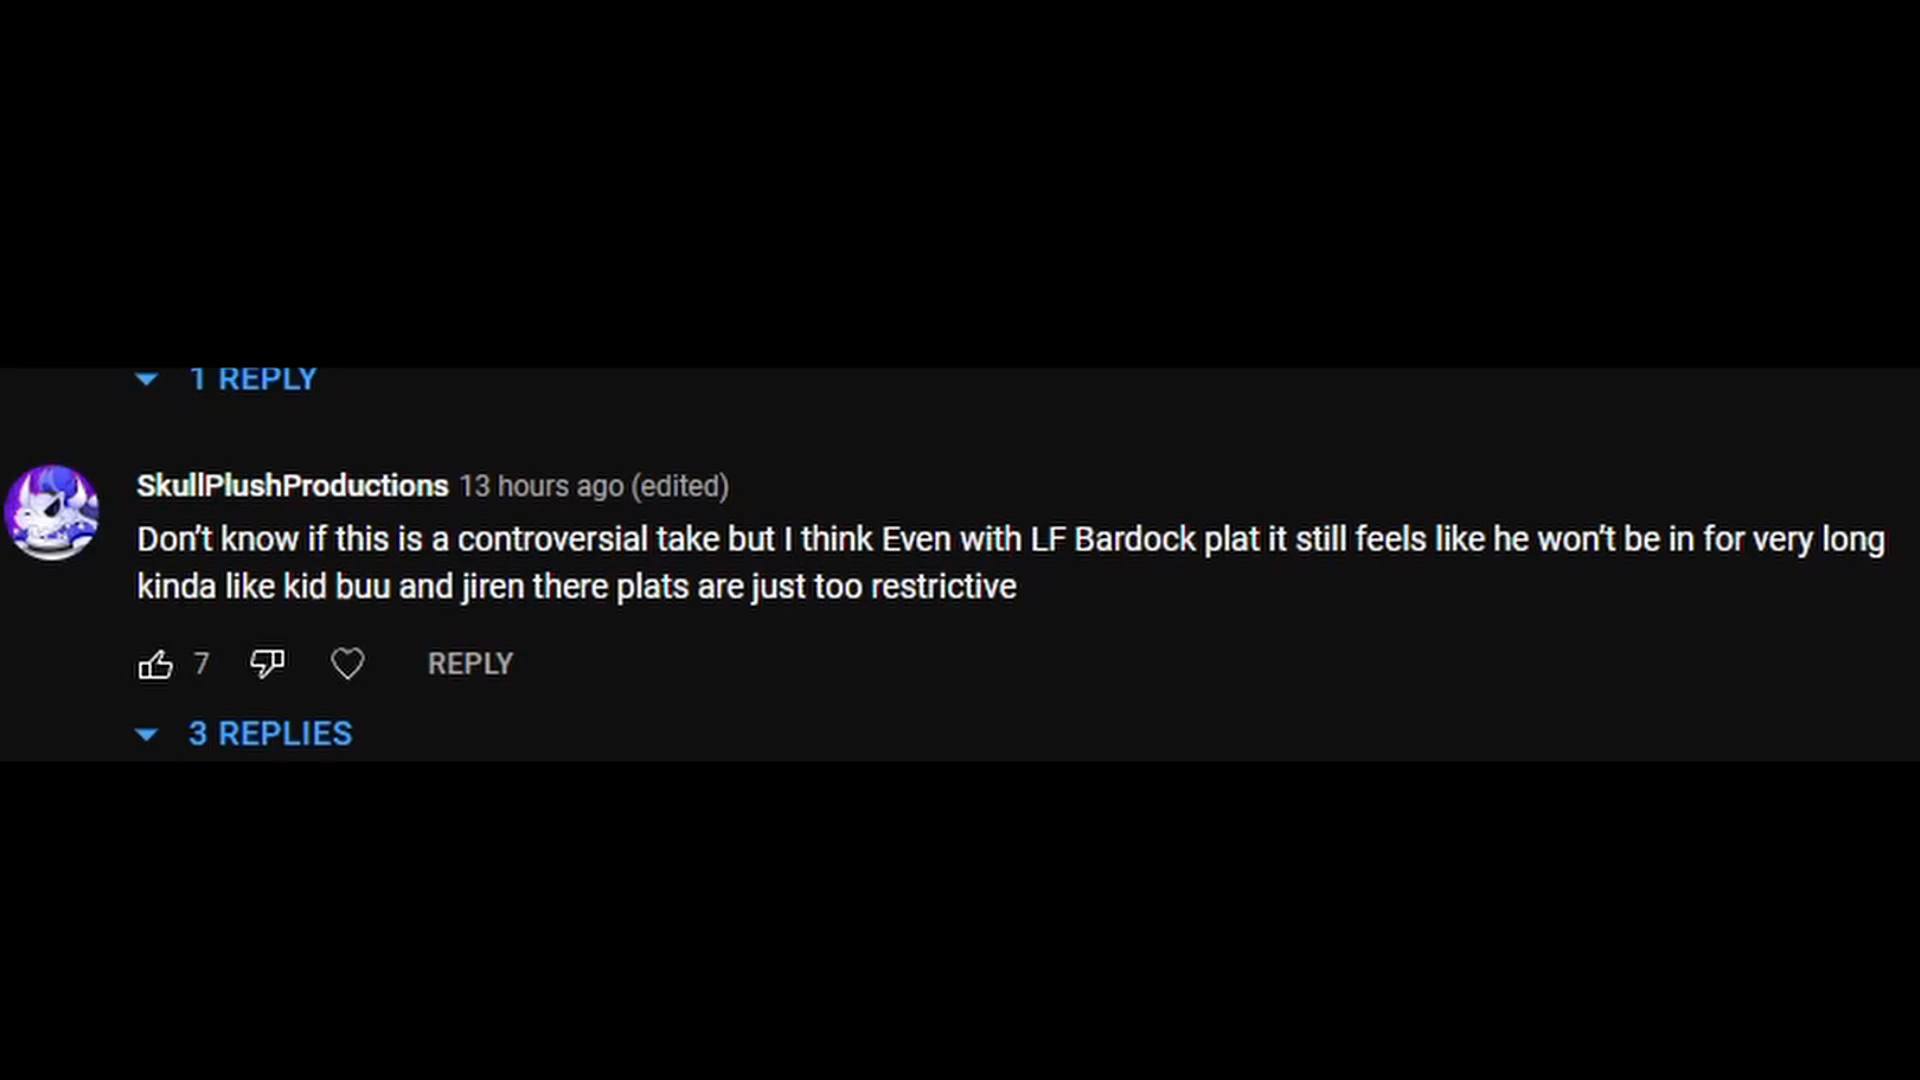 1 REPLY
SkullPlushProductions 13 hours ago (edited)
Don’t know if this is a controversial take but I think Even with LF Bardock plat it still feels like he won’t be in for very long
kinda like kid buu and jiren there plats are just too restrictive
7 REPLY
3 REPLIES